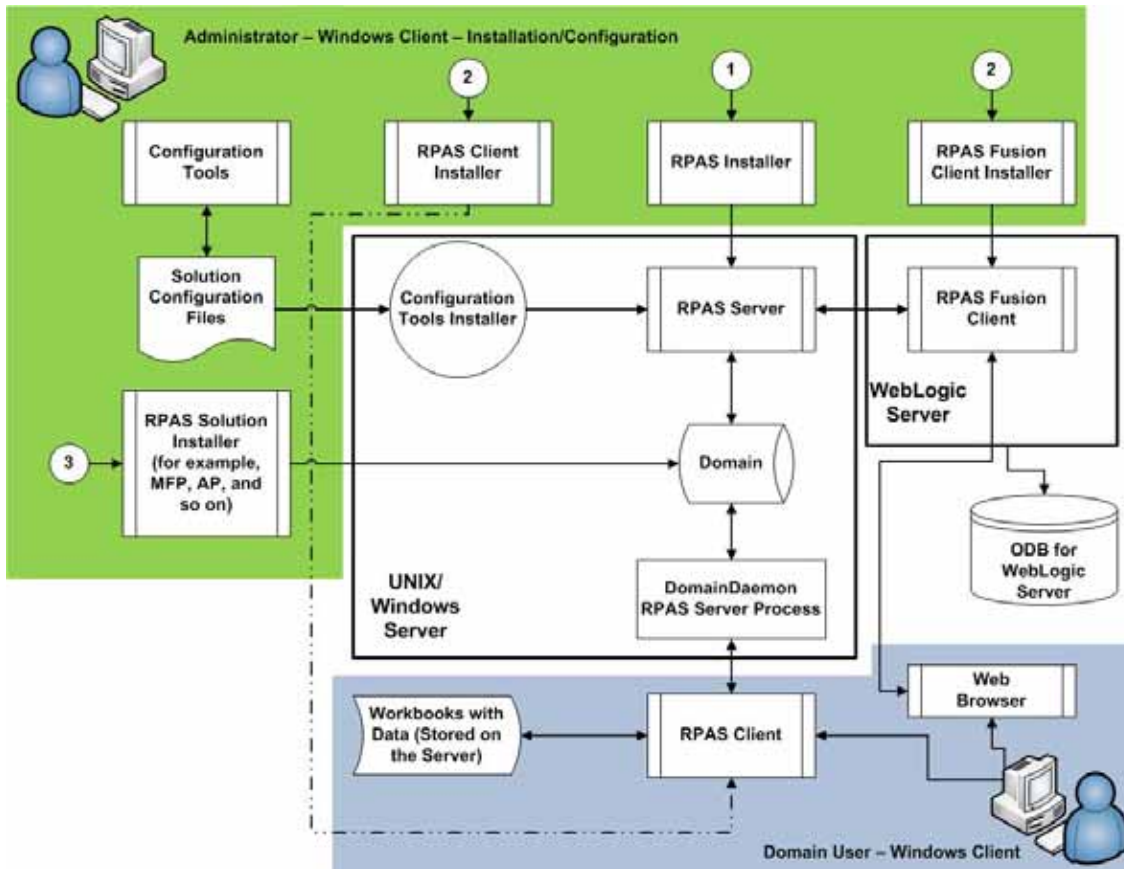 Administrator – Windows Client – Installation/Configuration
2
1
2
Configuration
Tools
RPAS Client
Installer
RPAS Installer
RPAS Fusion
Client Installer
Solution
Configuration
Files
Configuration
Tools Installer
RPAS Server
RPAS Fusion
Client
WebLogic
Server
3
RPAS Solution
Installer
(for example,
MFP, AP, and
so on)
Domain
ODB for
WebLogic
Server
UNIX/
Windows
Server
DomainDaemon
RPAS Server Process
Workbooks with
Data (Stored on
the Server)
RPAS Client
Web
Browser
Domain User – Windows Client